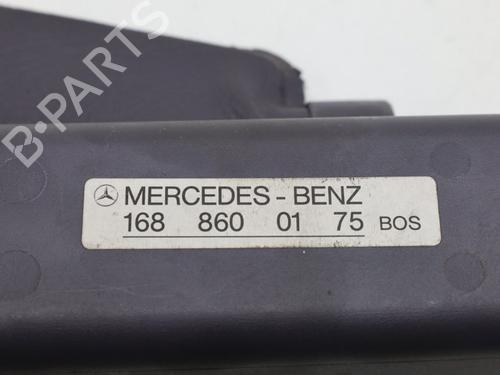 B-PARTS
MERCEDES - BENZ
168 860 01 75 BOS